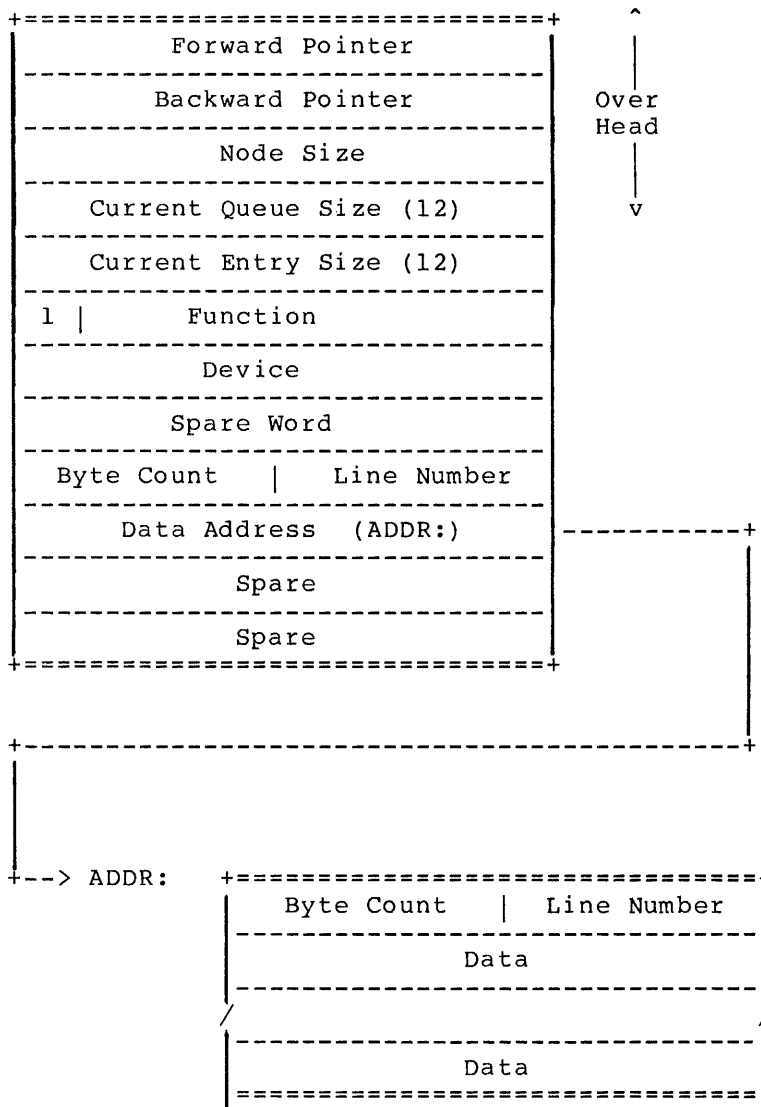 +================================+ ^
Forward Pointer
Backward Pointer Over
Head
Node Size
Current Queue Size (12) v
Current Entry Size (12)
1 | Function
Device
Spare Word
Byte Count | Line Number
Data Address (ADDR:) -----------+
Spare
Spare
+================================+
+---------------------------------------------+
+--> ADDR: +================================
Byte Count | Line Number
Data
/ /
Data
================================